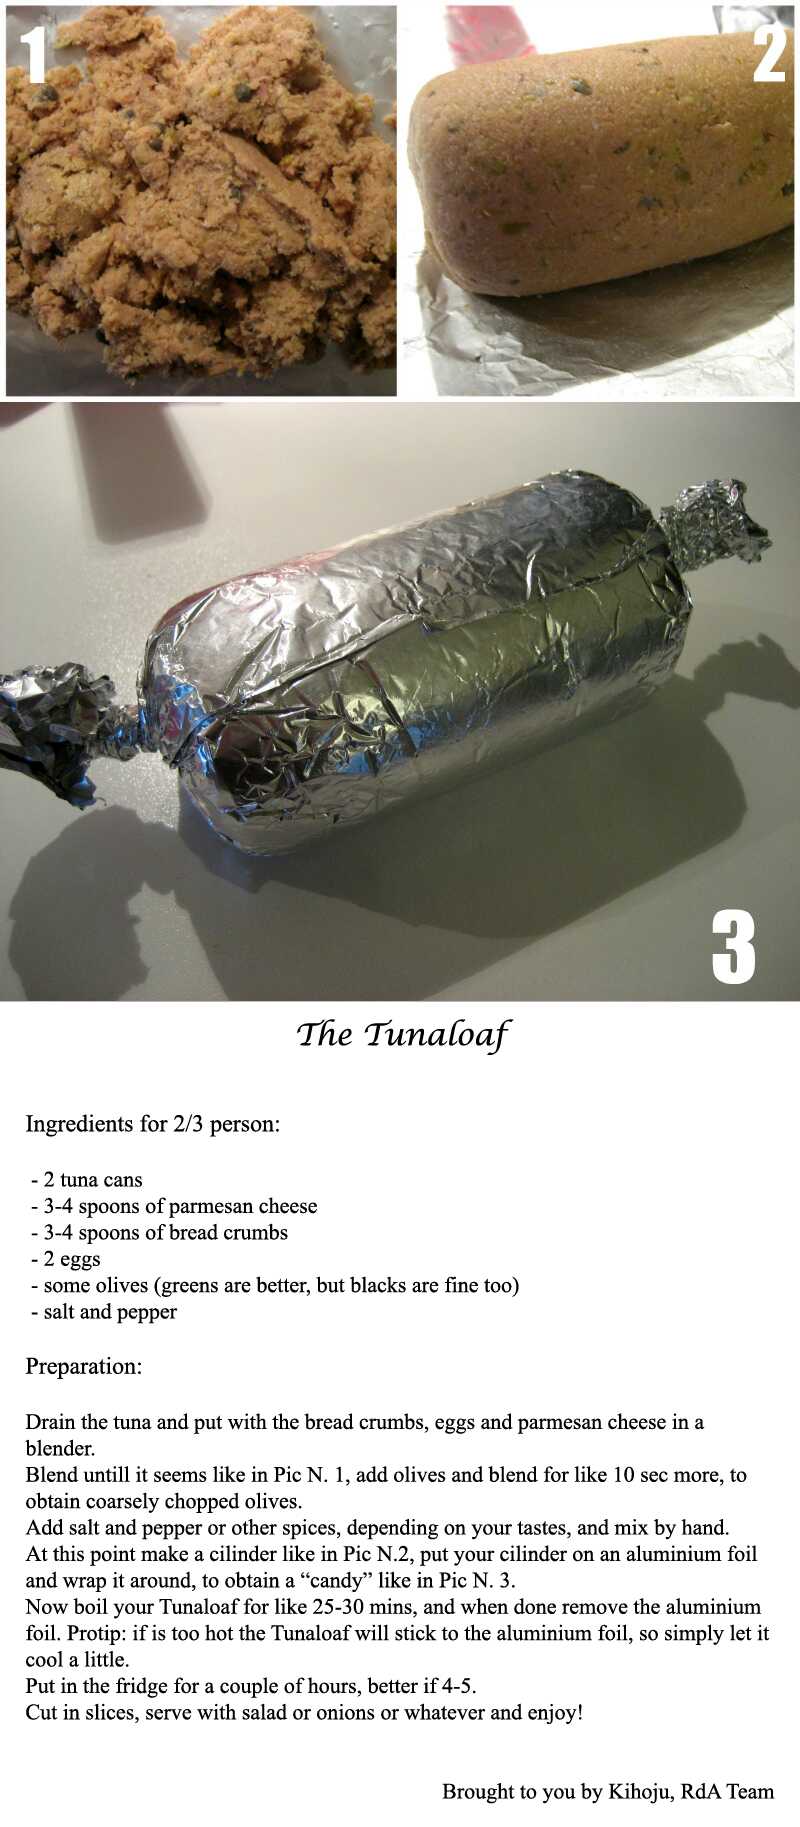 1
2
3
The Tunaloaf
Ingredients for 2/3 person:
- 2 tuna cans
- 3-4 spoons of parmesan cheese
- 3-4 spoons of bread crumbs
- 2 eggs
- some olives (greens are better, but blacks are fine too)
- salt and pepper
Preparation:
Drain the tuna and put with the bread crumbs, eggs and parmesan cheese in a
blender.
Blend untill it seems like in Pic N. 1, add olives and blend for like 10 sec more, to
obtain coarsely chopped olives.
Add salt and pepper or other spices, depending on your tastes, and mix by hand.
At this point make a cilinder like in Pic N.2, put your cilinder on an aluminium foil
and wrap it around, to obtain a “candy” like in Pic N. 3.
Now boil your Tunaloaf for like 25-30 mins, and when done remove the aluminium
foil. Protip: if is too hot the Tunaloaf will stick to the aluminium foil, so simply let it
cool a little.
Put in the fridge for a couple of hours, better if 4-5.
Cut in slices, serve with salad or onions or whatever and enjoy!
Brought to you by Kihoju, RdA Team